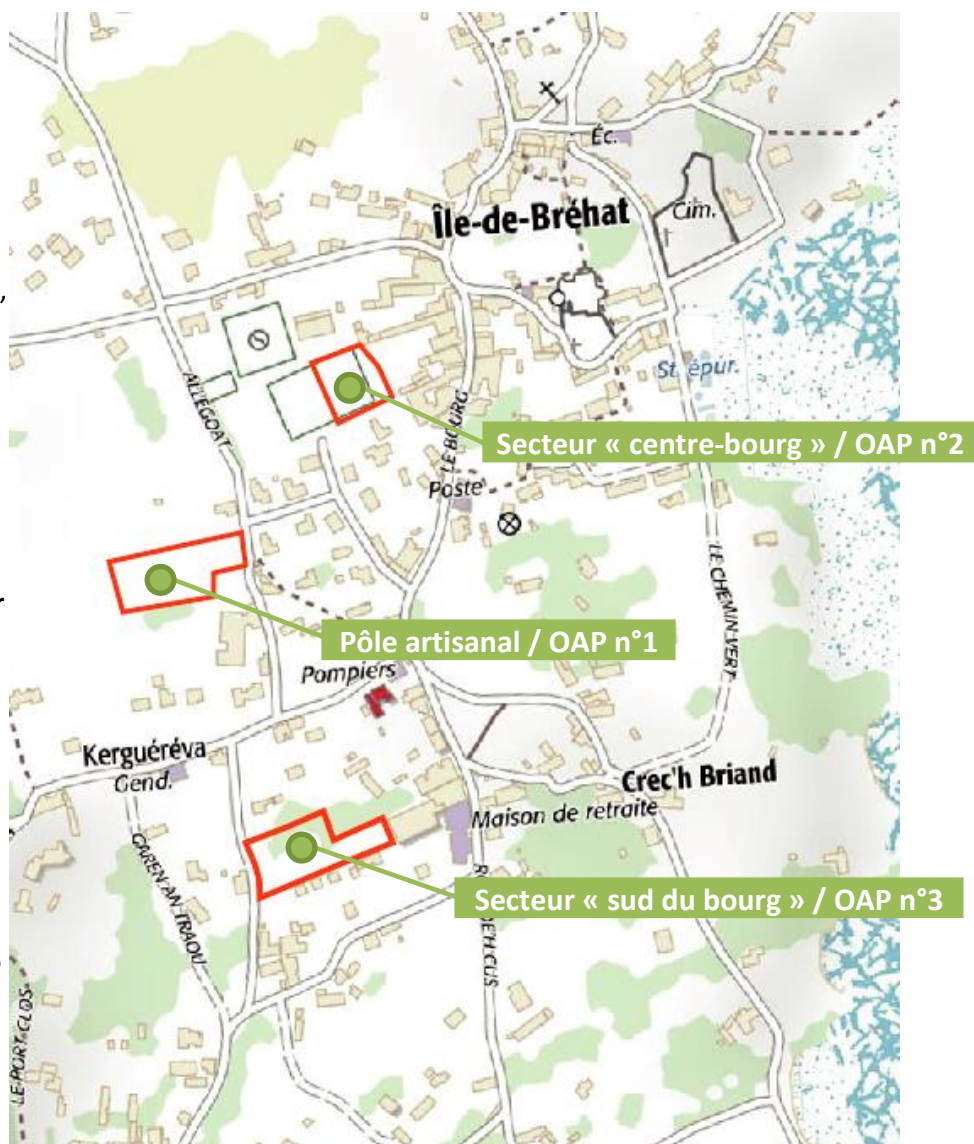 Éc.
Île-de-Bréhat
Cim.
,
St. épur.
ALLEGOAT
LE BOURG
Secteur « centre-bourg » / OAP n°2
Poste
LE CHEMIN VERT
r
Pôle artisanal / OAP n°1
Pompiers
Kerguéréva
Gend.
Crec'h Briand
Maison de retraite
CAREN AN TRAOU
Secteur « sud du bourg » / OAP n°3
LE PORT CLOS